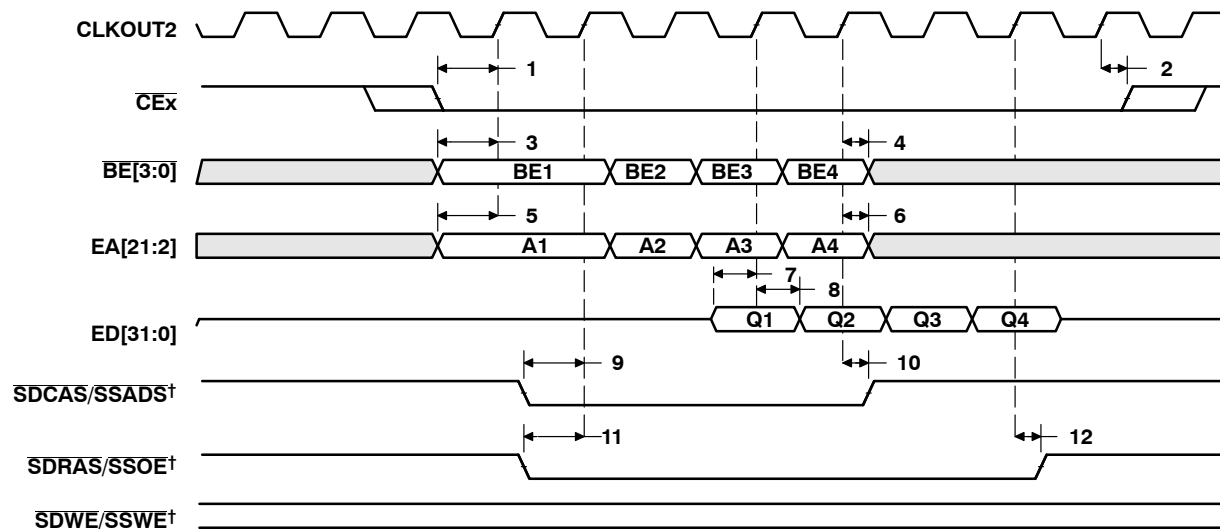 CLKOUT2
1 2
CEx
3 4
BE[3:0] BE1 BE2 BE3 BE4
5 6
EA[21:2] A1 A2 A3 A4
7
8
ED[31:0] Q1 Q2 Q3 Q4
9 10
SDCAS/SSADS†
11 12
SDRAS/SSOE†
SDWE/SSWE†